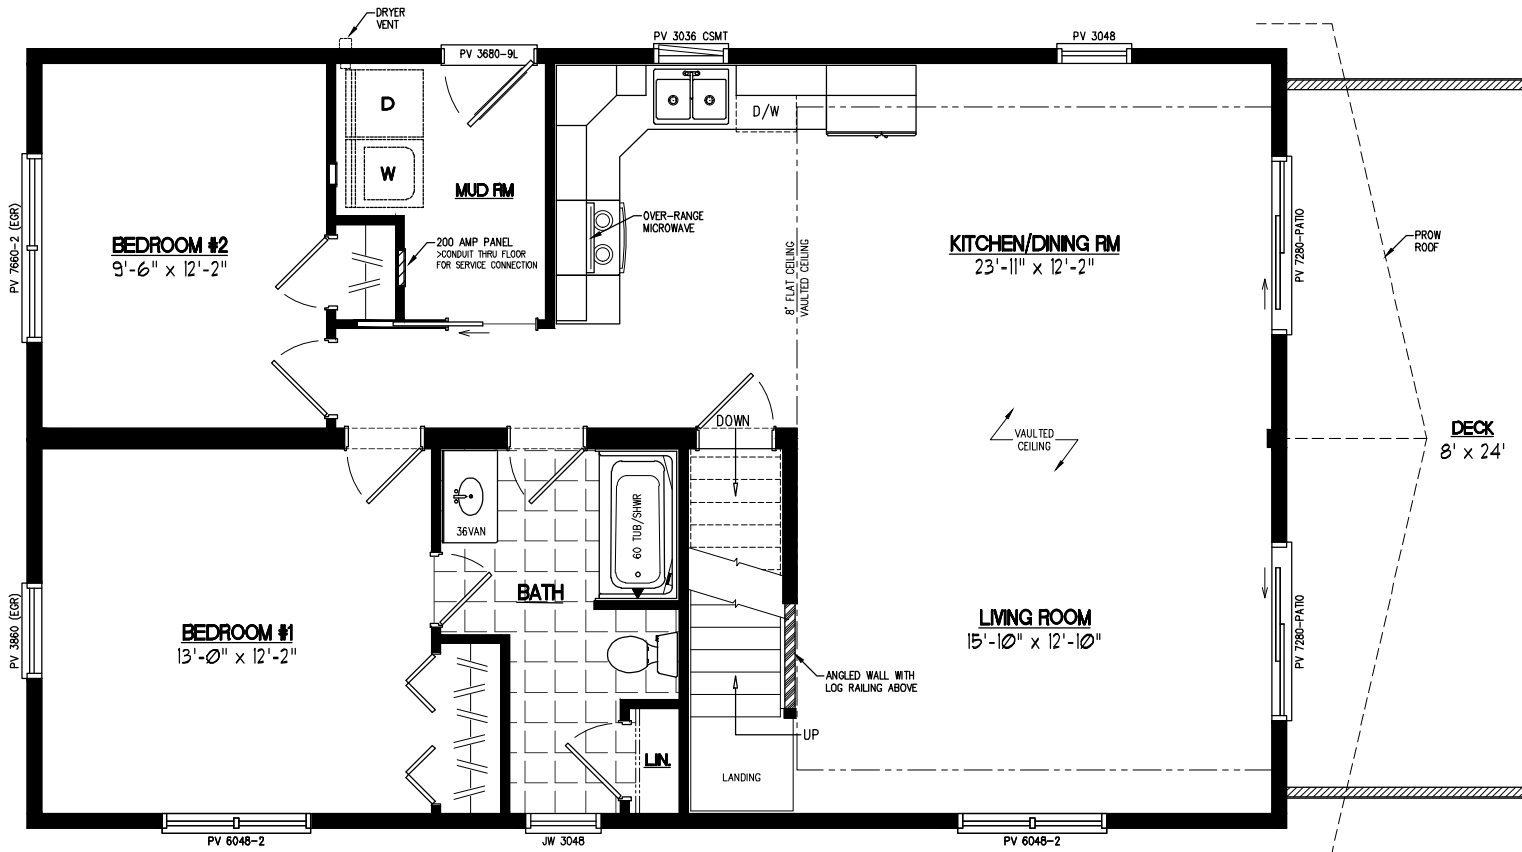 DRYER
VENT
PV 3680-9L
PV 3036 CSMT
PV 3048
D
W
D/W
MUD RM
OVER-RANGE
MICROWAVE
200 AMP PANEL
>CONDUIT THRU FLOOR
FOR SERVICE CONNECTION
PV 7660-2 (EGR)
BEDROOM #2
9'-6" x 12'-2"
8' FLAT CEILING
VAULTED CEILING
KITCHEN/DINING RM
23'-11" x 12'-2"
PV 7280-PATIO
PROW
ROOF
DOWN
VAULTED
CEILING
DECK
8' x 24'
36VAN
60 TUB/SHWR
BATH
PV 3860 (EGR)
BEDROOM #1
13'-0" x 12'-2"
LIVING ROOM
15'-10" x 12'-10"
PV 7280-PATIO
ANGLED WALL WITH
LOG RAILING ABOVE
UP
LIN.
LANDING
PV 6048-2
JW 3048
PV 6048-2